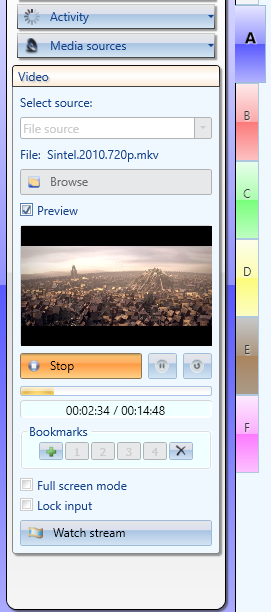 Activity
Media sources
Video
Select source:
File source
File: Sintel.2010.720p.mkv
Browse
Preview
Stop
00:02:34 / 00:14:48
Bookmarks
1 2 3 4
Full screen mode
Lock input
Watch stream
A
B
C
D
E
F